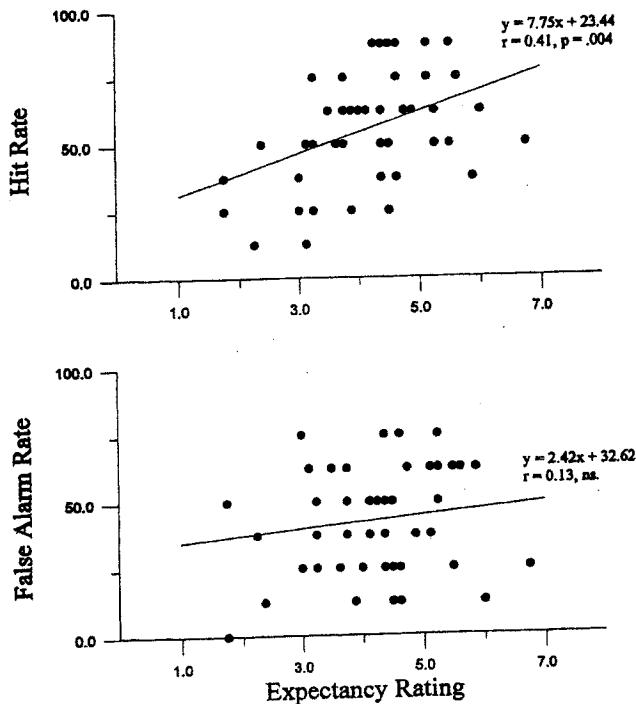 100.0
y = 7.75x + 23.44
r = 0.41, p = .004
Hit Rate
50.0
0.0
1.0 3.0 5.0 7.0
100.0
y = 2.42x + 32.62
r = 0.13, ns.
False Alarm Rate
50.0
0.0
1.0 3.0 5.0 7.0
Expectancy Rating